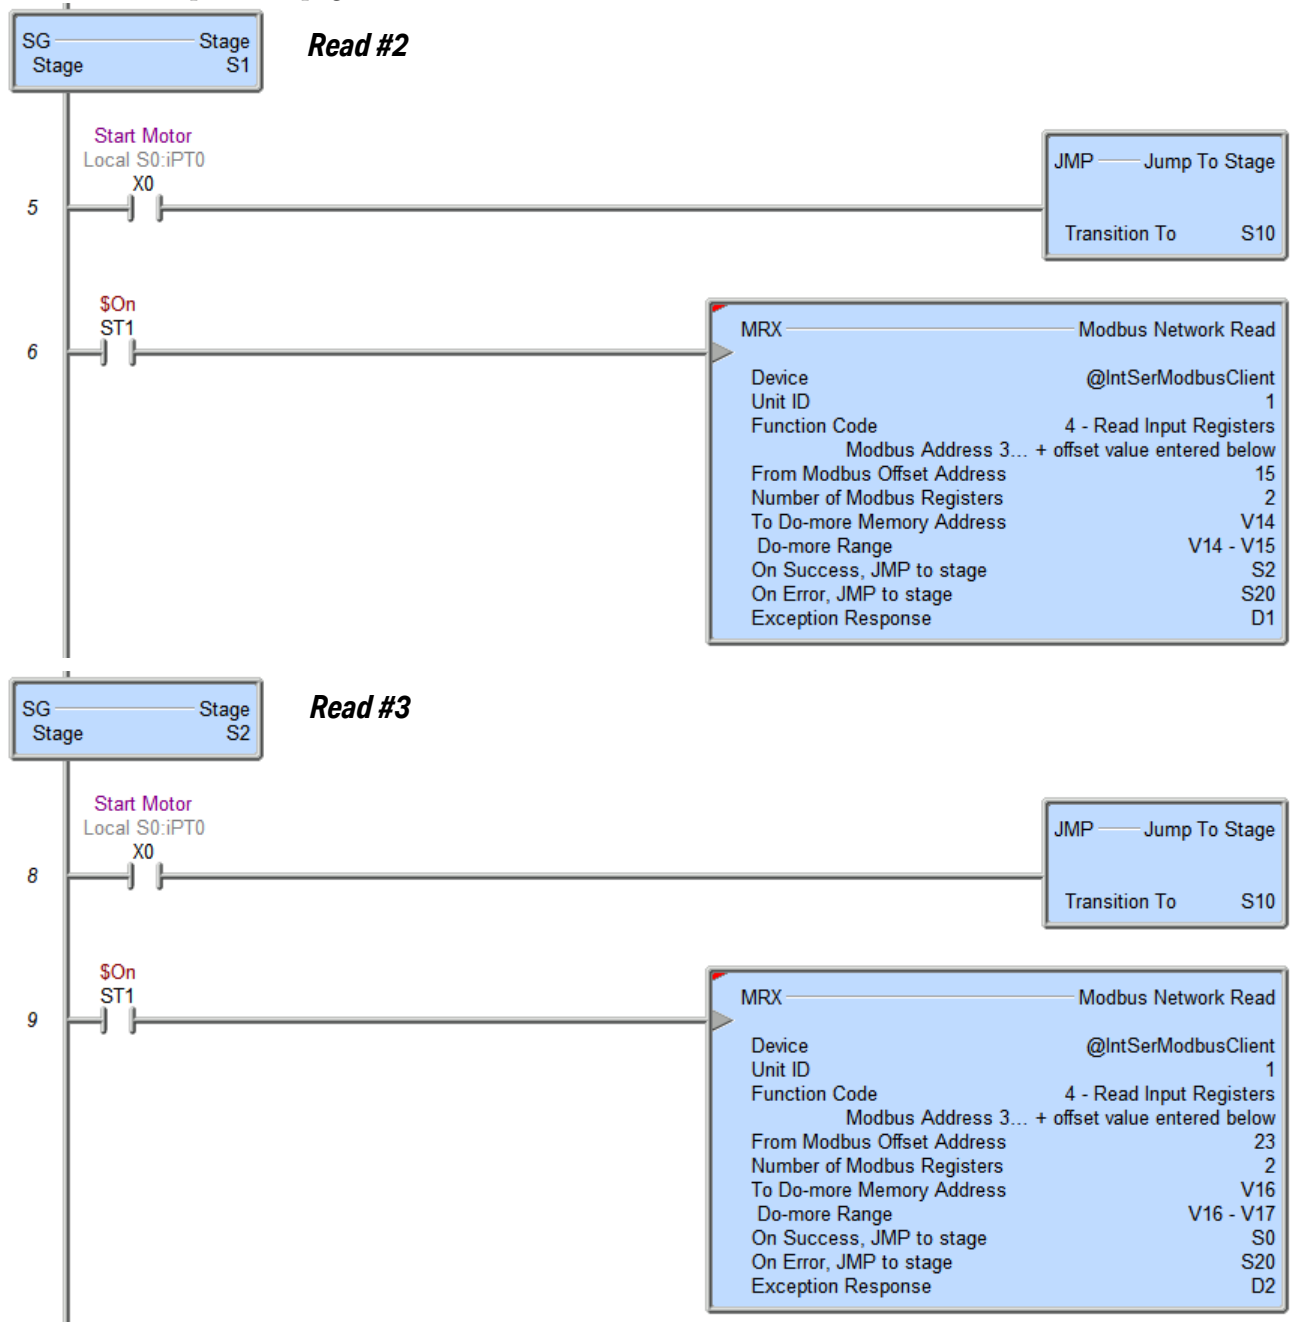 SG Stage
Stage S1
Read #2
Start Motor
Local S0:iPT0
X0
5
JMP Jump To Stage
Transition To S10
$On
ST1
6
MRX Modbus Network Read
Device @IntSerModbusClient
Unit ID 1
Function Code 4 - Read Input Registers
Modbus Address 3... + offset value entered below
From Modbus Offset Address 15
Number of Modbus Registers 2
To Do-more Memory Address V14
Do-more Range V14 - V15
On Success, JMP to stage S2
On Error, JMP to stage S20
Exception Response D1
SG Stage
Stage S2
Read #3
Start Motor
Local S0:iPT0
X0
8
JMP Jump To Stage
Transition To S10
$On
ST1
9
MRX Modbus Network Read
Device @IntSerModbusClient
Unit ID 1
Function Code 4 - Read Input Registers
Modbus Address 3... + offset value entered below
From Modbus Offset Address 23
Number of Modbus Registers 2
To Do-more Memory Address V16
Do-more Range V16 - V17
On Success, JMP to stage S0
On Error, JMP to stage S20
Exception Response D2